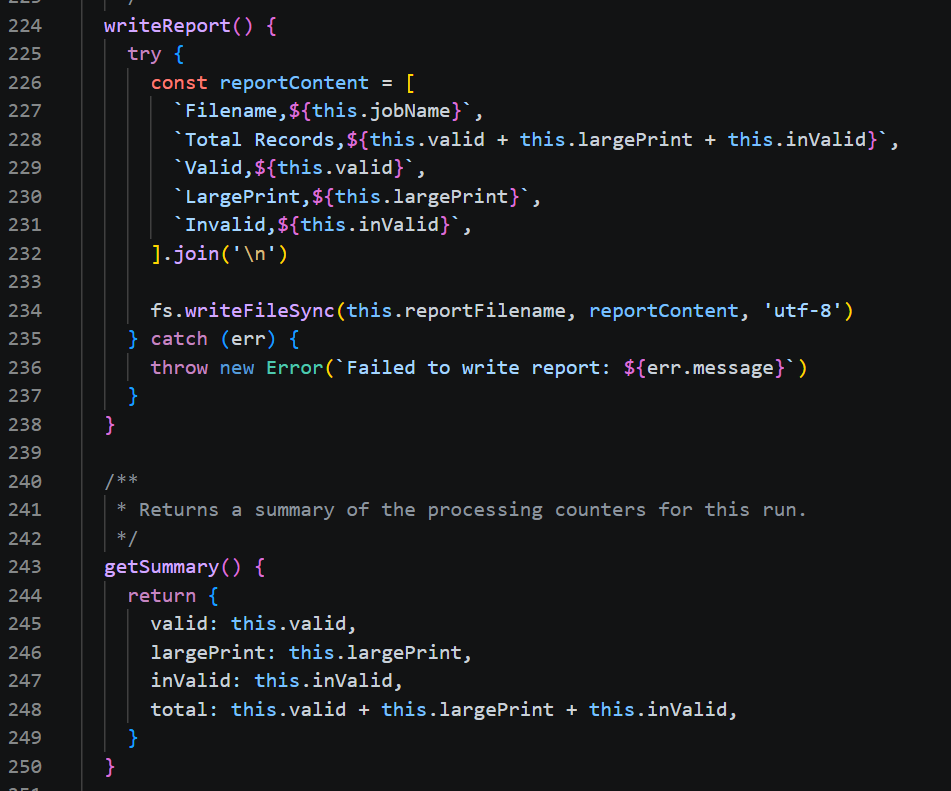 224 writeReport() {
225 try {
226 const reportContent = [
227 `Filename,${this.jobName}`,
228 `Total Records,${this.valid + this.largePrint + this.inValid}`,
229 `Valid,${this.valid}`,
230 `LargePrint,${this.largePrint}`,
231 `Invalid,${this.inValid}`,
232 ].join('\n')
233
234 fs.writeFileSync(this.reportFilename, reportContent, 'utf-8')
235 } catch (err) {
236 throw new Error(`Failed to write report: ${err.message}`)
237 }
238 }
239
240 /**
241 * Returns a summary of the processing counters for this run.
242 */
243 getSummary() {
244 return {
245 valid: this.valid,
246 largePrint: this.largePrint,
247 inValid: this.inValid,
248 total: this.valid + this.largePrint + this.inValid,
249 }
250 }